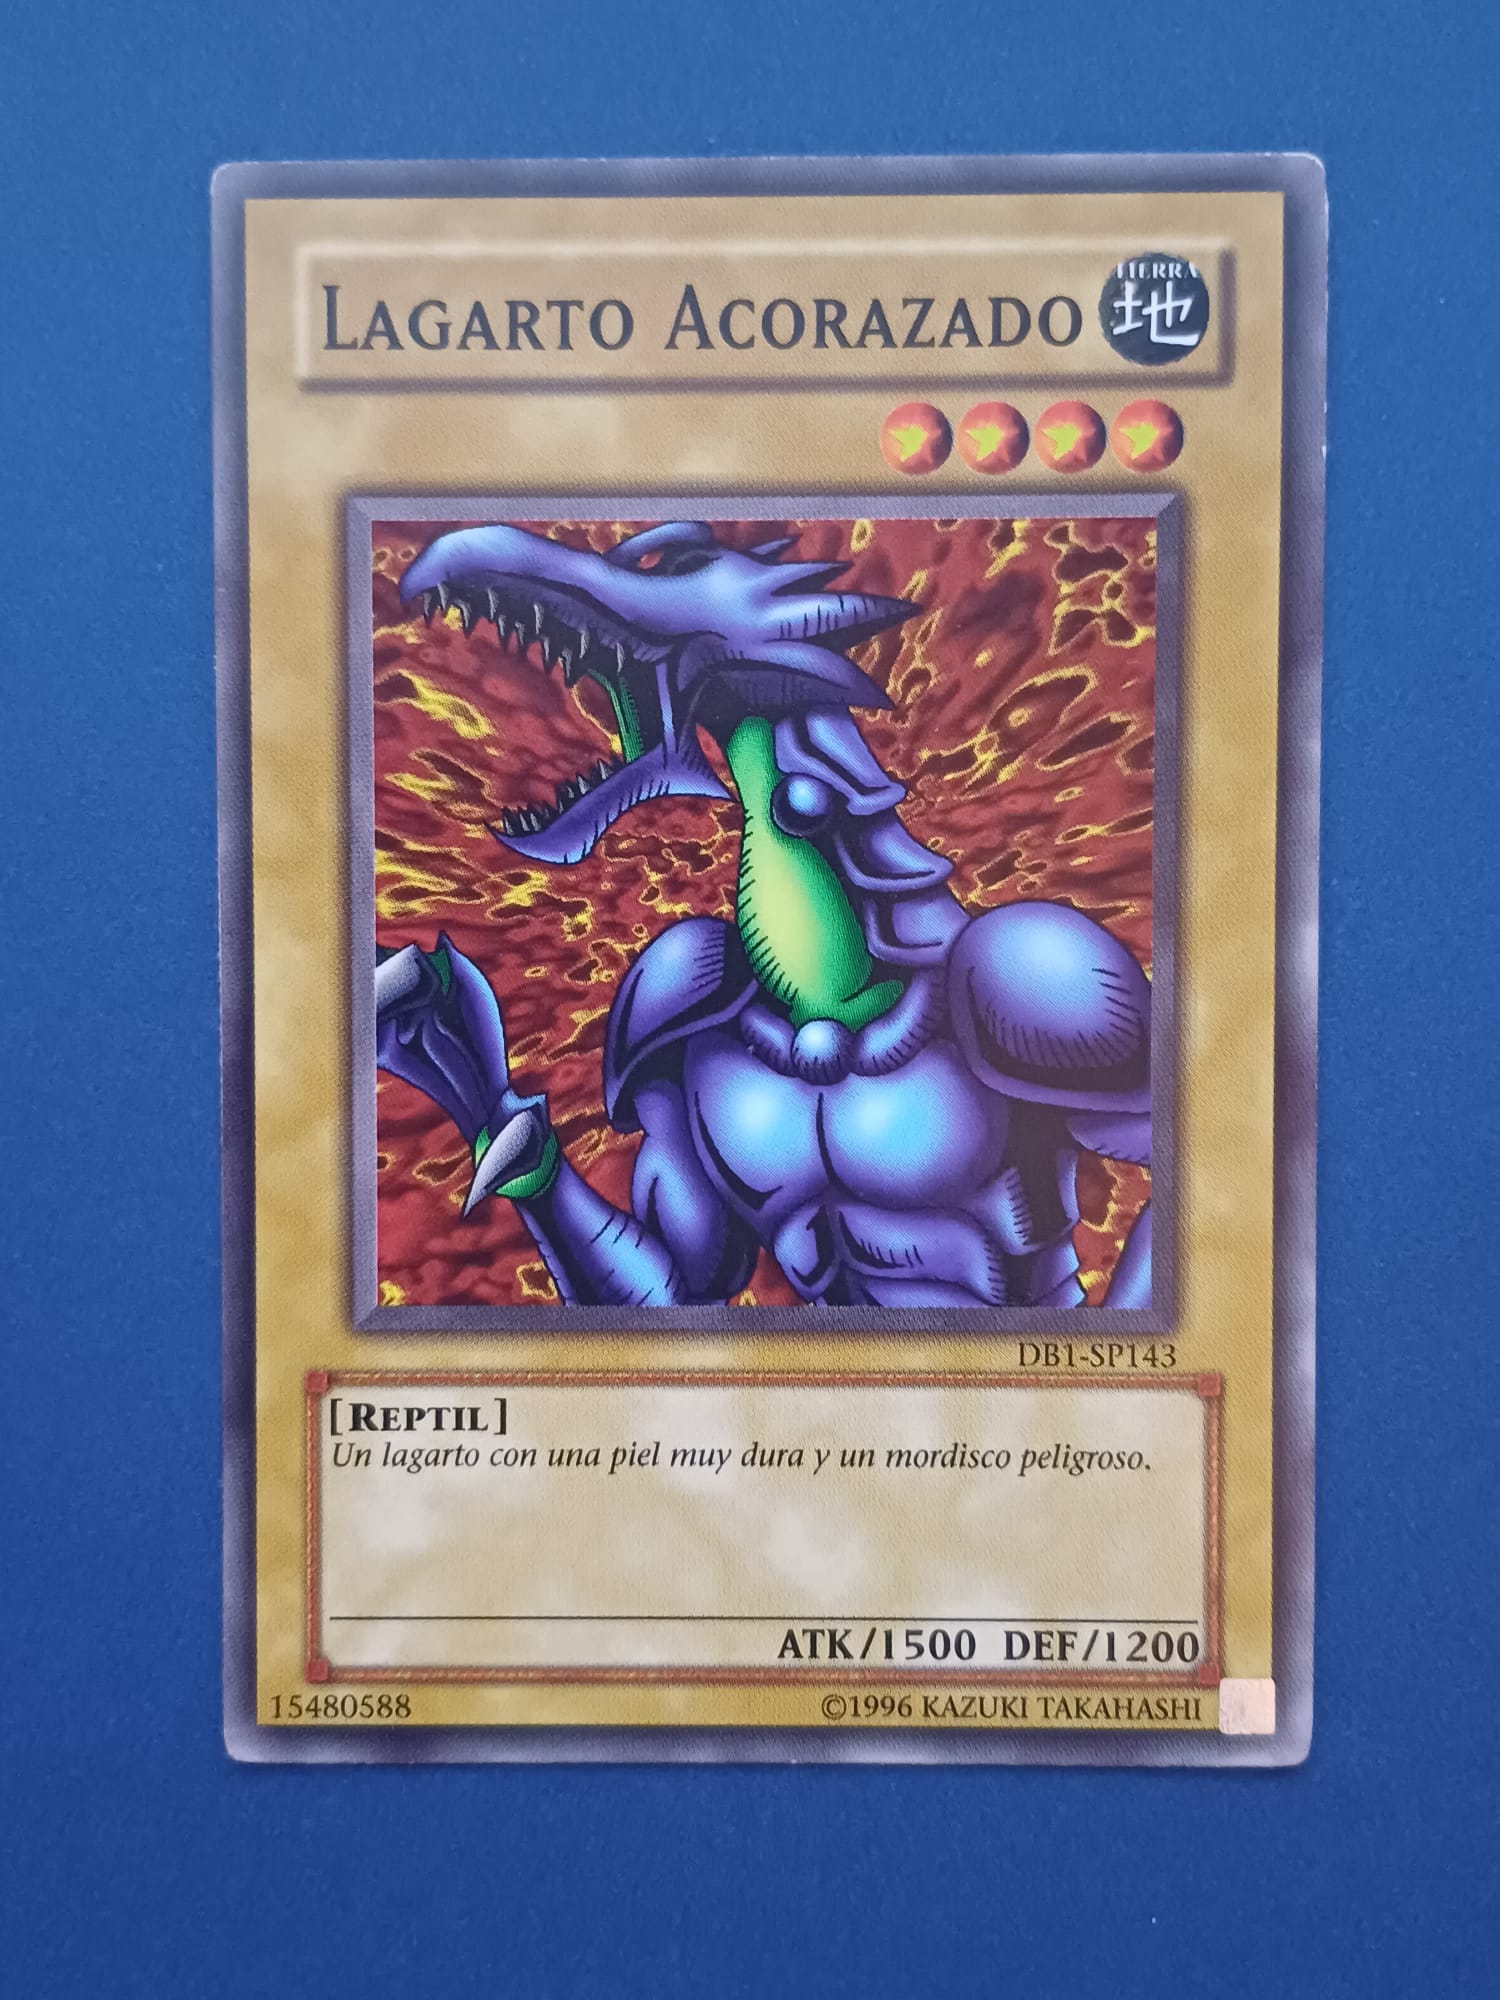 LAGARTO ACORAZADO
TIERRA
地
DB1-SP143
[REPTIL]
Un lagarto con una piel muy dura y un mordisco peligroso.
ATK/1500 DEF/1200
15480588
©1996 KAZUKI TAKAHASHI